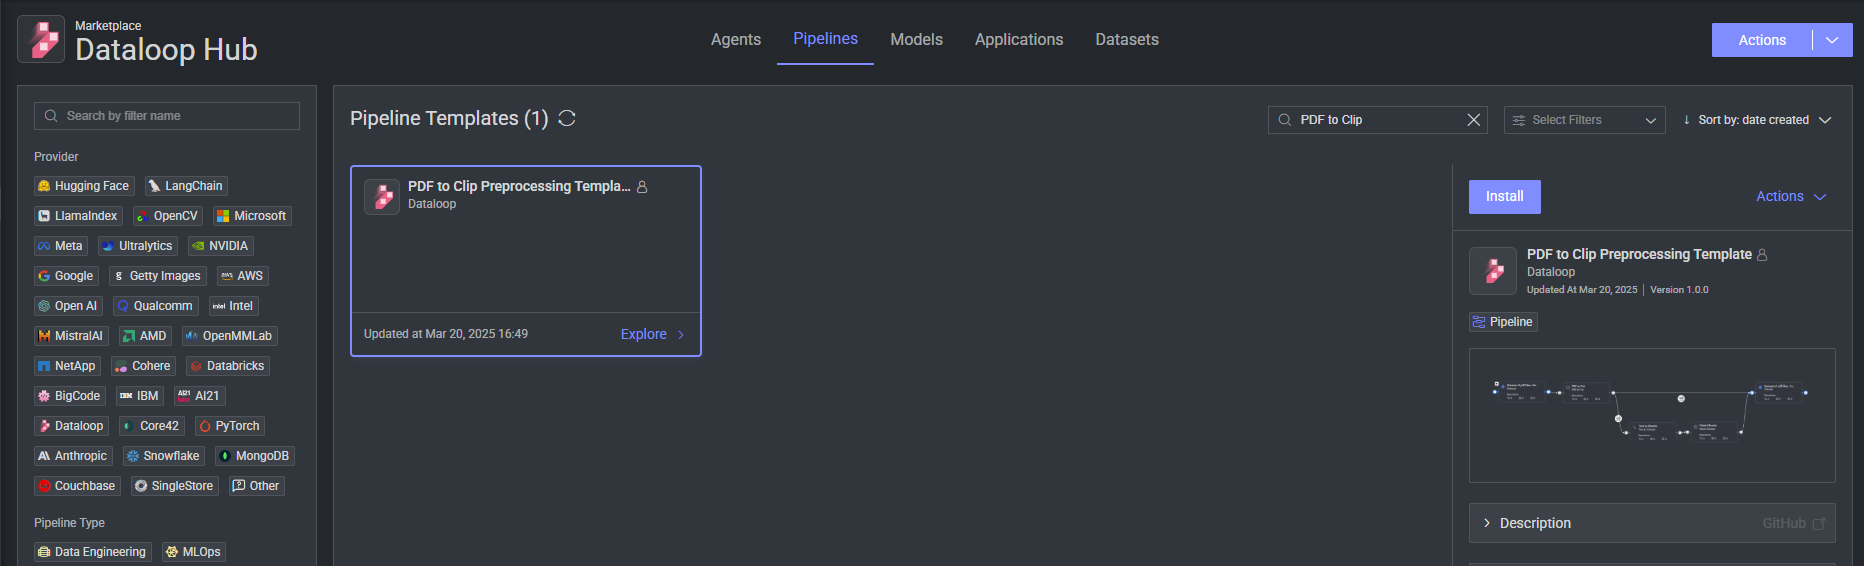 Marketplace
Dataloop Hub
Agents
Pipelines
Models
Applications
Datasets
Actions
Search by filter name
Provider
Hugging Face
LangChain
LlamaIndex
OpenCV
Microsoft
Meta
Ultralytics
NVIDIA
Google
Getty Images
AWS
Open AI
Qualcomm
Intel
MistralAI
AMD
OpenMMLab
NetApp
Cohere
Databricks
BigCode
IBM
AI21
Dataloop
Core42
PyTorch
Anthropic
Snowflake
MongoDB
Couchbase
SingleStore
Other
Pipeline Type
Data Engineering
MLOps
Pipeline Templates (1)
PDF to Clip
Select Filters
Sort by: date created
PDF to Clip Preprocessing Templa...
Dataloop
Updated at Mar 20, 2025 16:49
Explore
Install
Actions
PDF to Clip Preprocessing Template
Dataloop
Updated At Mar 20, 2025 | Version 1.0.0
Pipeline
Description
GitHub